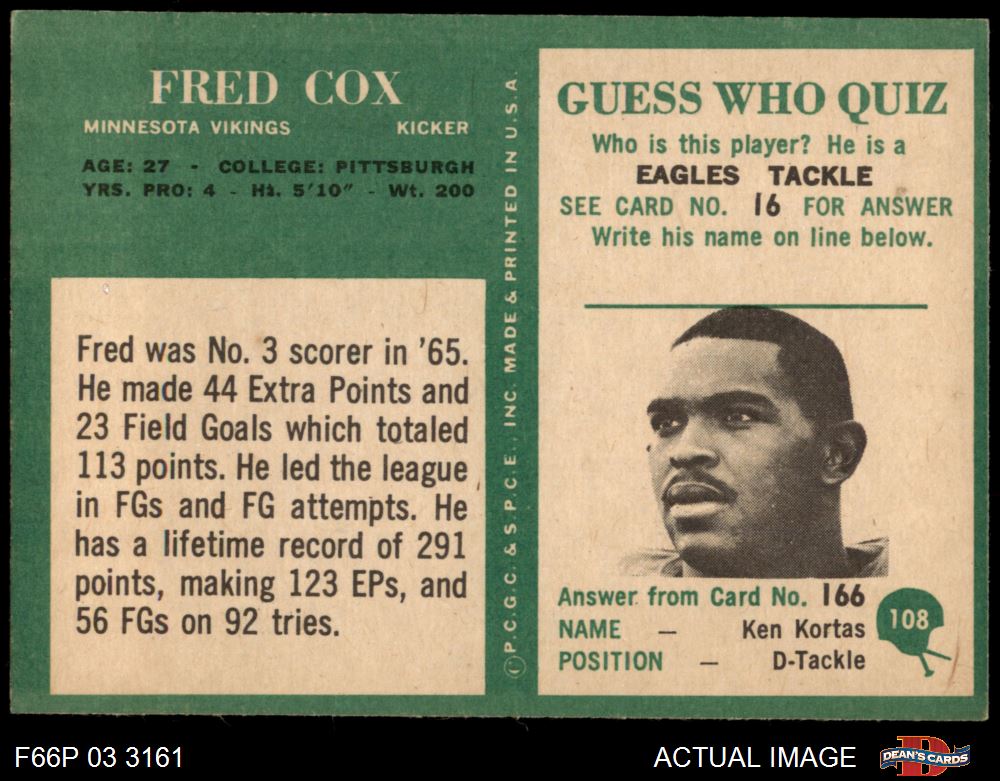 FRED COX
MINNESOTA VIKINGS KICKER
AGE: 27 - COLLEGE: PITTSBURGH
YRS. PRO: 4 - Ht. 5'10" - Wt. 200
Fred was No. 3 scorer in '65.
He made 44 Extra Points and
23 Field Goals which totaled
113 points. He led the league
in FGs and FG attempts. He
has a lifetime record of 291
points, making 123 EPs, and
56 FGs on 92 tries.
© P.C.G.C. & S.P.C.E., INC. MADE & PRINTED IN U.S.A.
GUESS WHO QUIZ
Who is this player? He is a
EAGLES TACKLE
SEE CARD NO. 16 FOR ANSWER
Write his name on line below.
Answer from Card No. 166
NAME — Ken Kortas
POSITION — D-Tackle
108
F66P 03 3161
ACTUAL IMAGE
DEAN'S CARDS